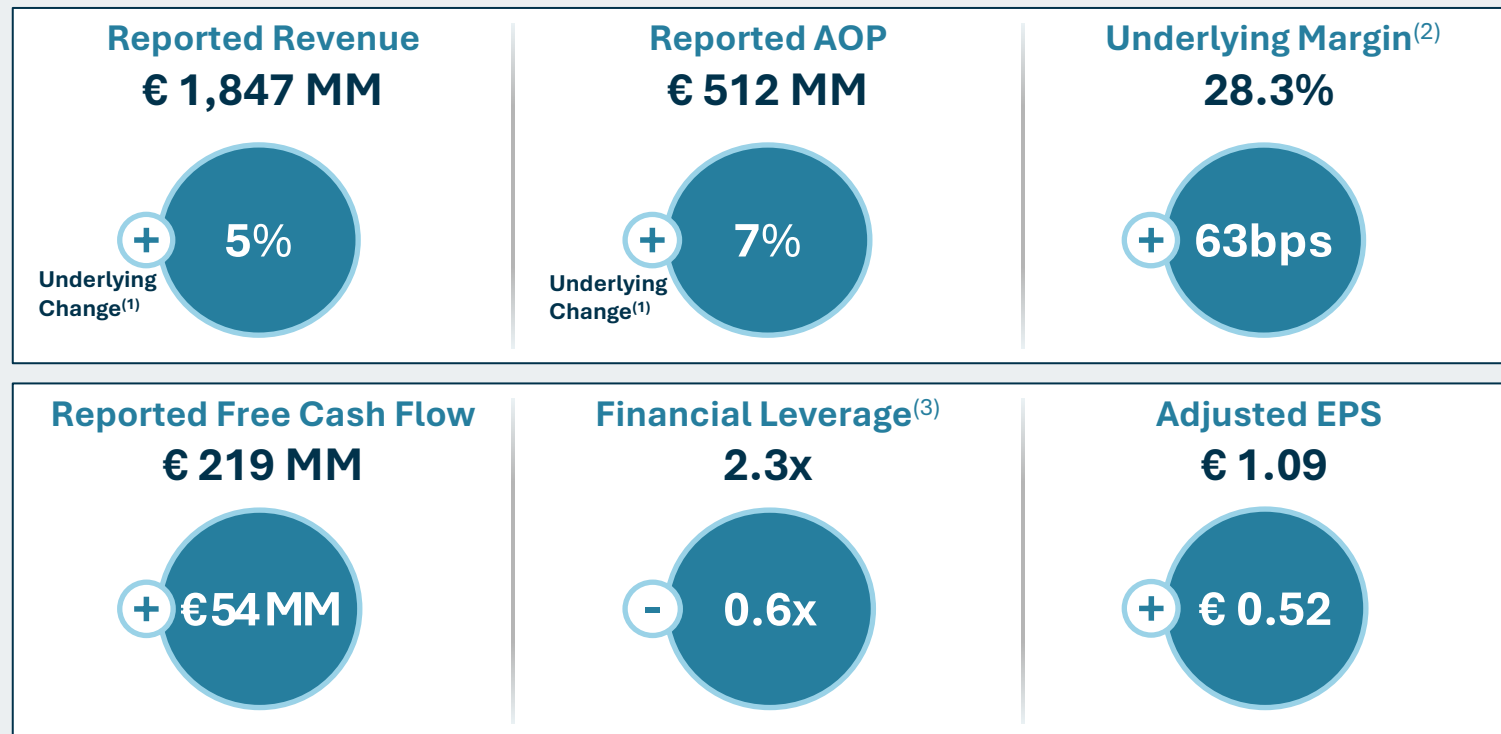 Reported Revenue
€ 1,847 MM
+ 5%
Underlying
Change(1)
Reported AOP
€ 512 MM
+ 7%
Underlying
Change(1)
Underlying Margin(2)
28.3%
+ 63bps
Reported Free Cash Flow
€ 219 MM
+ €54 MM
Financial Leverage(3)
2.3x
- 0.6x
Adjusted EPS
€ 1.09
+ € 0.52